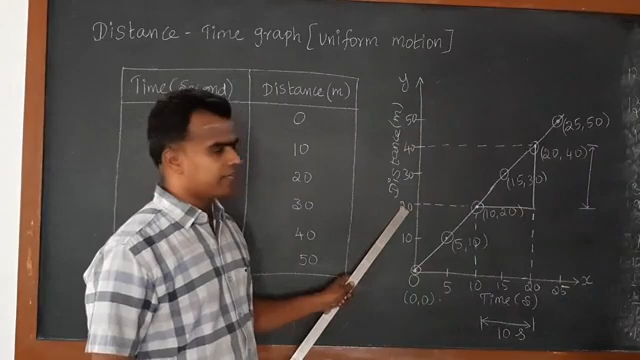 Distance - Time graph [uniform motion]
Time (Second)
Distance (m)
0
10
20
30
40
50
y
Distance (m)
50
40
30
20
10
0
(0,0)
(5,10)
(10,20)
(15,30)
(20,40)
(25,50)
5
10
15
20
25
x
Time (s)
10 s